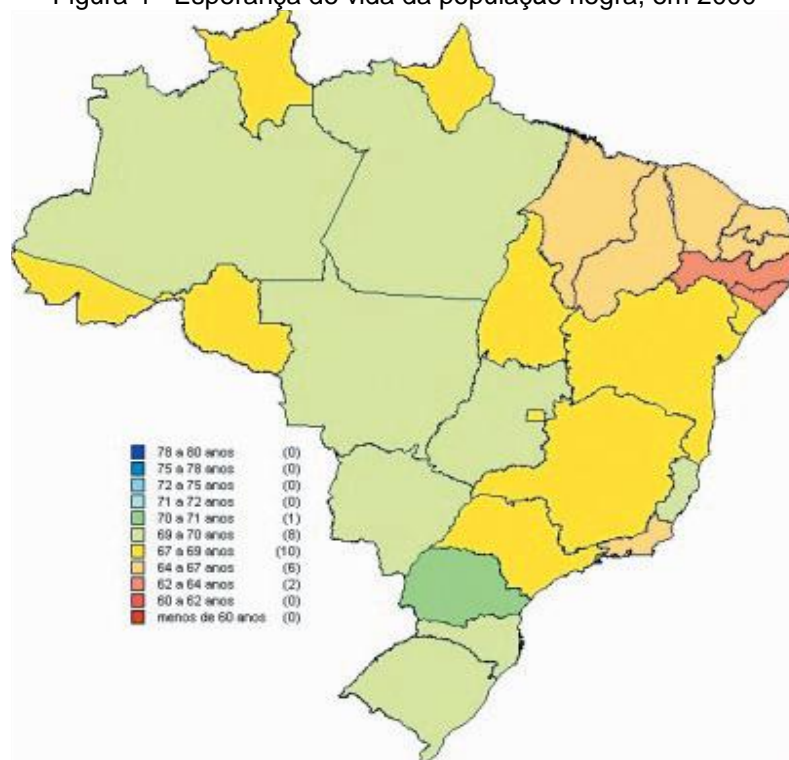 Figura 4 - Esperança de vida da população negra, em 2000
78 a 80 anos (0)
75 a 78 anos (0)
72 a 75 anos (0)
71 a 72 anos (0)
70 a 71 anos (1)
69 a 70 anos (8)
67 a 69 anos (10)
64 a 67 anos (6)
62 a 64 anos (2)
60 a 62 anos (0)
menos de 60 anos (0)